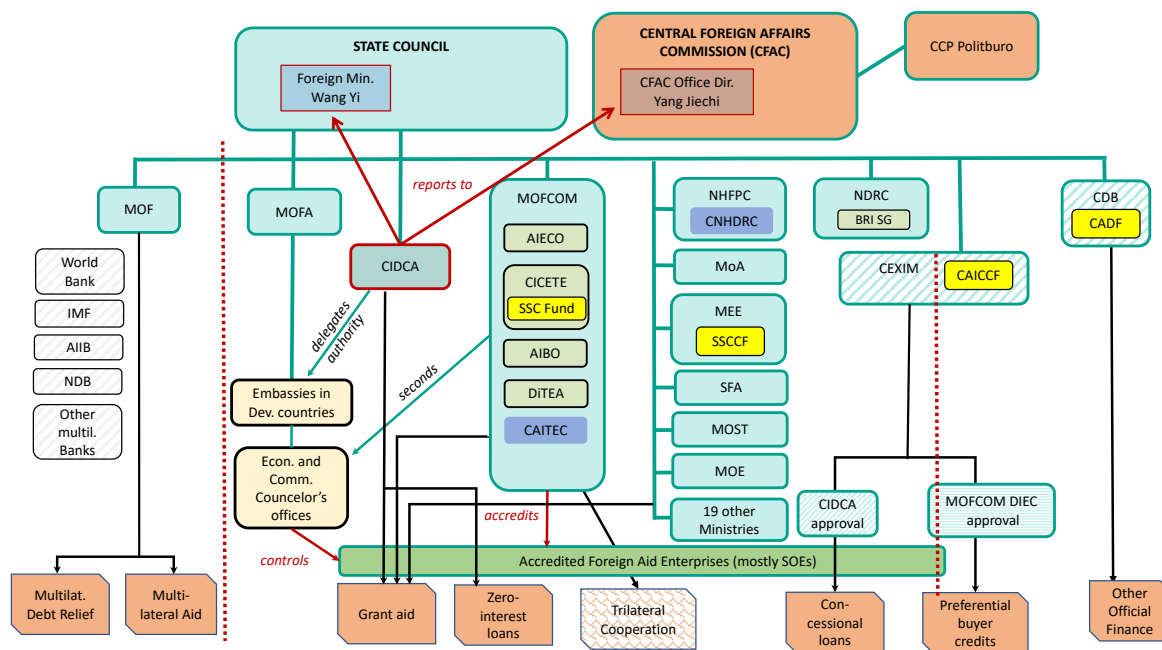 STATE COUNCIL
Foreign Min.
Wang Yi
CENTRAL FOREIGN AFFAIRS
COMMISSION (CFAC)
CFAC Office Dir.
Yang Jiechi
CCP Politburo
reports to
MOF
World
Bank
IMF
AIIB
NDB
Other
multil.
Banks
MOFA
CIDCA
delegates
authority
seconds
Embassies in
Dev. countries
Econ. and
Comm.
Councelor's
offices
controls
MOFCOM
AIECO
CICETE
SSC Fund
AIBO
DiTEA
CAITEC
accredits
NHFPC
CNHDRC
MoA
MEE
SSCCF
SFA
MOST
MOE
19 other
Ministries
NDRC
BRI SG
CEXIM
CAICCF
CDB
CADF
CIDCA
approval
MOFCOM DIEC
approval
Accredited Foreign Aid Enterprises (mostly SOEs)
Multilat.
Debt Relief
Multi-
lateral Aid
Grant aid
Zero-
interest
loans
Trilateral
Cooperation
Con-
cessional
loans
Preferential
buyer
credits
Other
Official
Finance